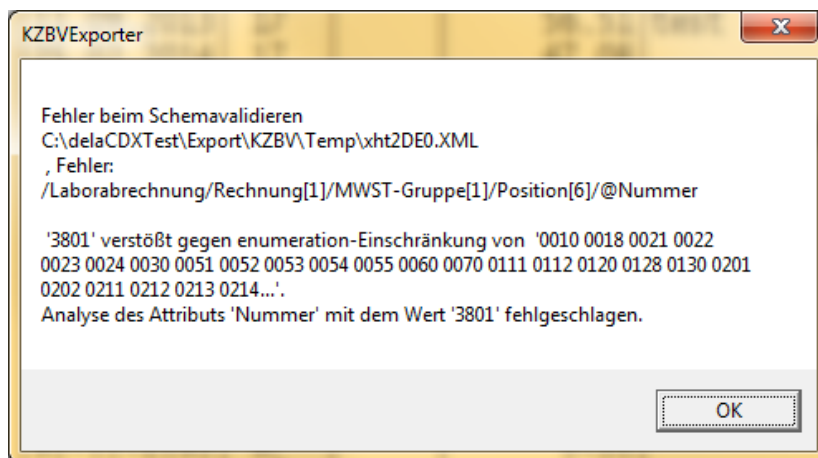 KZBVExporter
Fehler beim Schemavalidieren
C:\delaCDXTest\Export\KZBV\Temp\xht2DE0.XML
, Fehler:
/Laborabrechnung/Rechnung[1]/MWST-Gruppe[1]/Position[6]/@Nummer
'3801' verstößt gegen enumeration-Einschränkung von '0010 0018 0021 0022
0023 0024 0030 0051 0052 0053 0054 0055 0060 0070 0111 0112 0120 0128 0130 0201
0202 0211 0212 0213 0214...'.
Analyse des Attributs 'Nummer' mit dem Wert '3801' fehlgeschlagen.
OK